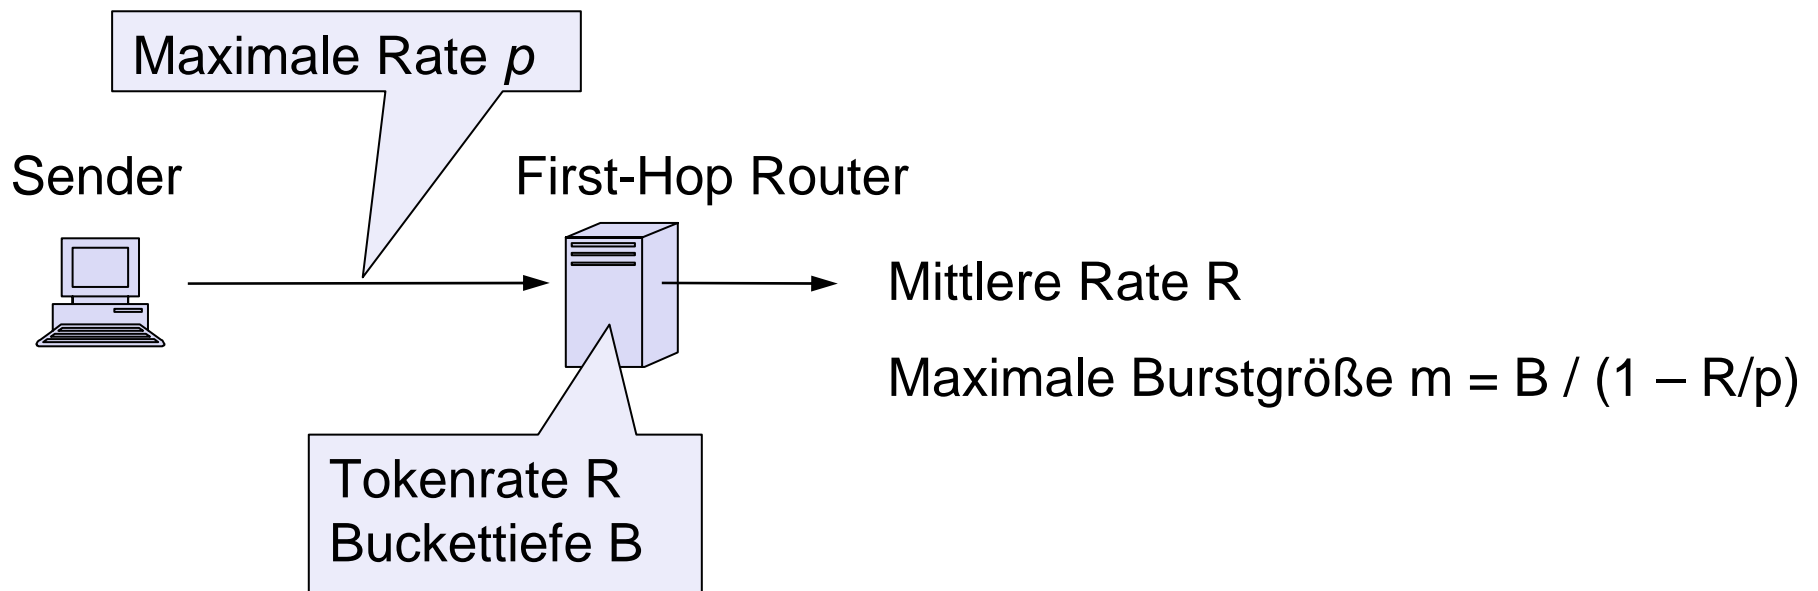 Maximale Rate p
Sender
First-Hop Router
Mittlere Rate R
Maximale Burstgröße m = B / (1 – R/p)
Tokenrate R
Buckettiefe B